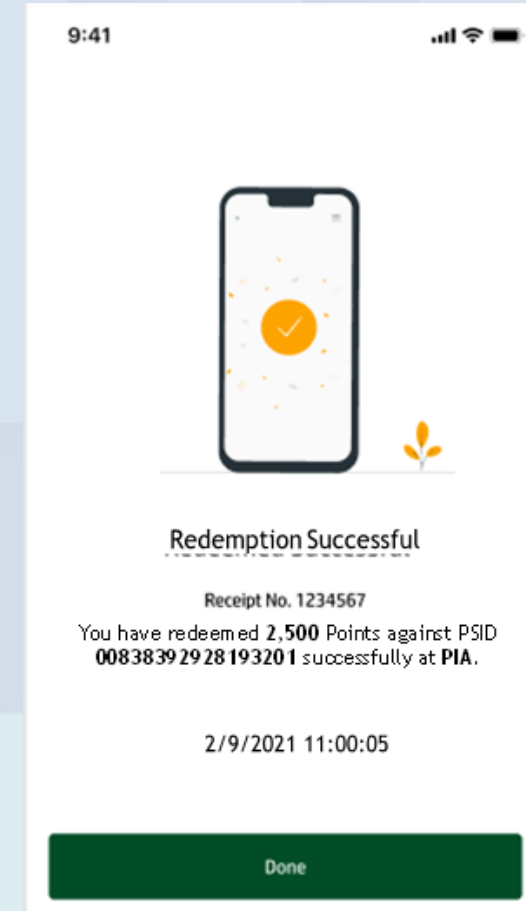 9:41
Redemption Successful
Receipt No. 1234567
You have redeemed 2,500 Points against PSID
00838392928193201 successfully at PIA.
2/9/2021 11:00:05
Done